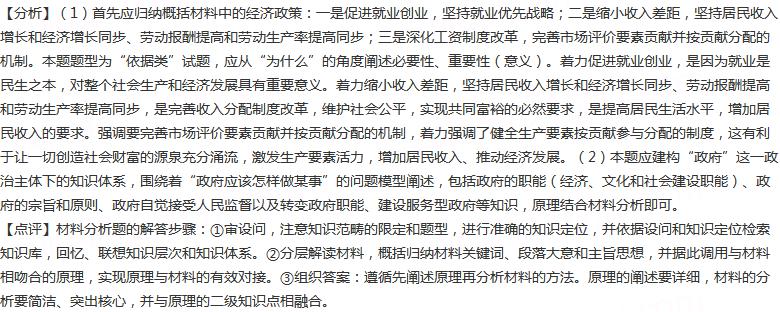 【分析】（1）首先应归纳概括材料中的经济政策：一是促进就业创业，坚持就业优先战略；二是缩小收入差距，坚持居民收入
增长和经济增长同步、劳动报酬提高和劳动生产率提高同步；三是深化工资制度改革，完善市场评价要素贡献并按贡献分配的
机制。本题题型为“依据类”试题，应从“为什么”的角度阐述必要性、重要性（意义）。着力促进就业创业，是因为就业是
民生之本，对整个社会生产和经济发展具有重要意义。着力缩小收入差距，坚持居民收入增长和经济增长同步、劳动报酬提高
和劳动生产率提高同步，是完善收入分配制度改革，维护社会公平，实现共同富裕的必然要求，是提高居民生活水平，增加居
民收入的要求。强调要完善市场评价要素贡献并按贡献分配的机制，着力强调了健全生产要素按贡献参与分配的制度，这有利
于让一切创造社会财富的源泉充分涌流，激发生产要素活力，增加居民收入、推动经济发展。（2）本题应建构“政府”这一政
治主体下的知识体系，围绕着“政府应该怎样做某事”的问题模型阐述，包括政府的职能（经济、文化和社会建设职能）、政
府的宗旨和原则、政府自觉接受人民监督以及转变政府职能、建设服务型政府等知识，原理结合材料分析即可。
【点评】材料分析题的解答步骤：①审设问，注意知识范畴的限定和题型，进行准确的知识定位，并依据设问和知识定位检索
知识库，回忆、联想知识层次和知识体系。②分层解读材料，概括归纳材料关键词、段落大意和主旨思想，并据此调用与材料
相吻合的原理，实现原理与材料的有效对接。③组织答案：遵循先阐述原理再分析材料的方法。原理的阐述要详细，材料的分
析要简洁、突出核心，并与原理的二级知识点相融合。